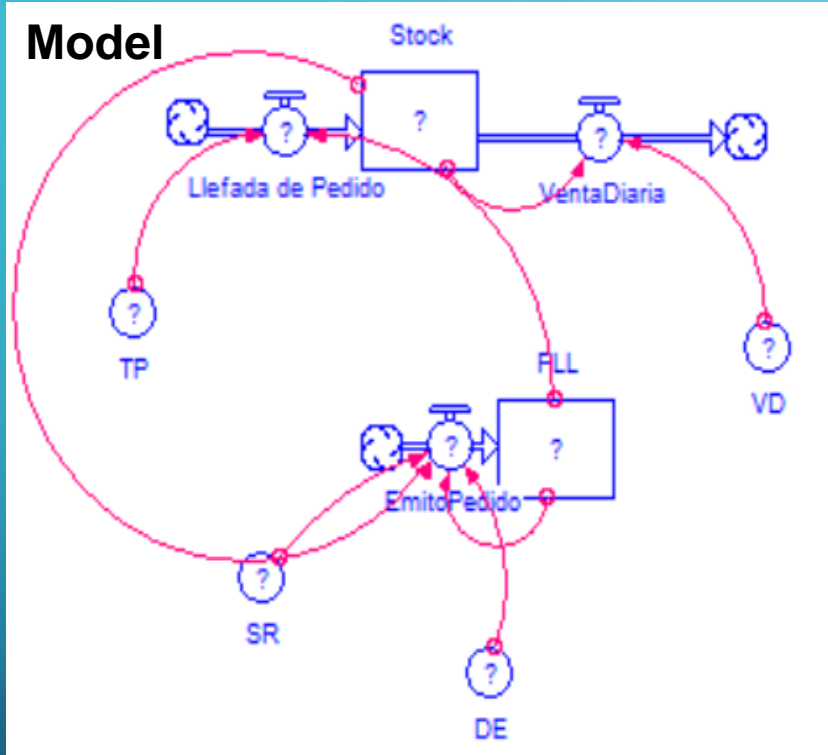 Model
Stock
?
?
?
Llefada de Pedido
VentaDiaria
?
TP
?
VD
FLL
?
?
EmitoPedido
?
SR
?
DE